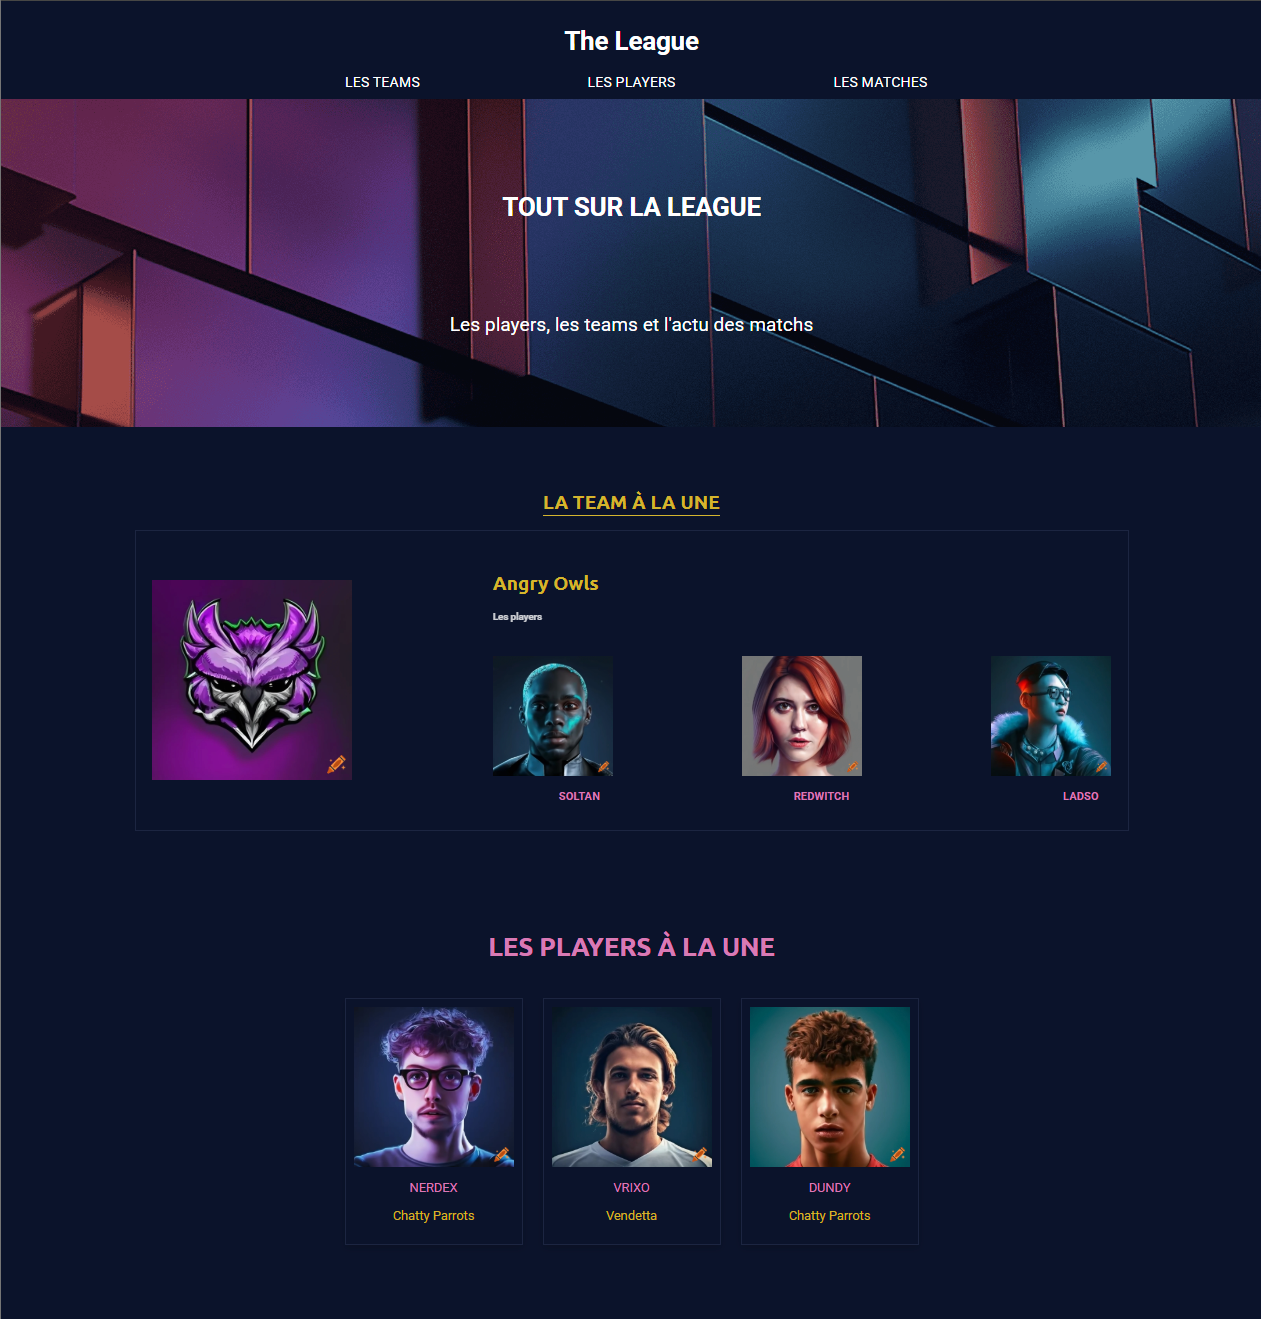 The League
LES TEAMS LES PLAYERS LES MATCHES
TOUT SUR LA LEAGUE
Les players, les teams et l'actu des matchs
LA TEAM À LA UNE
Angry Owls
Les players
SOLTAN REDWITCH LADSO
LES PLAYERS À LA UNE
NERDEX VRIXO DUNDY
Chatty Parrots Vendetta Chatty Parrots